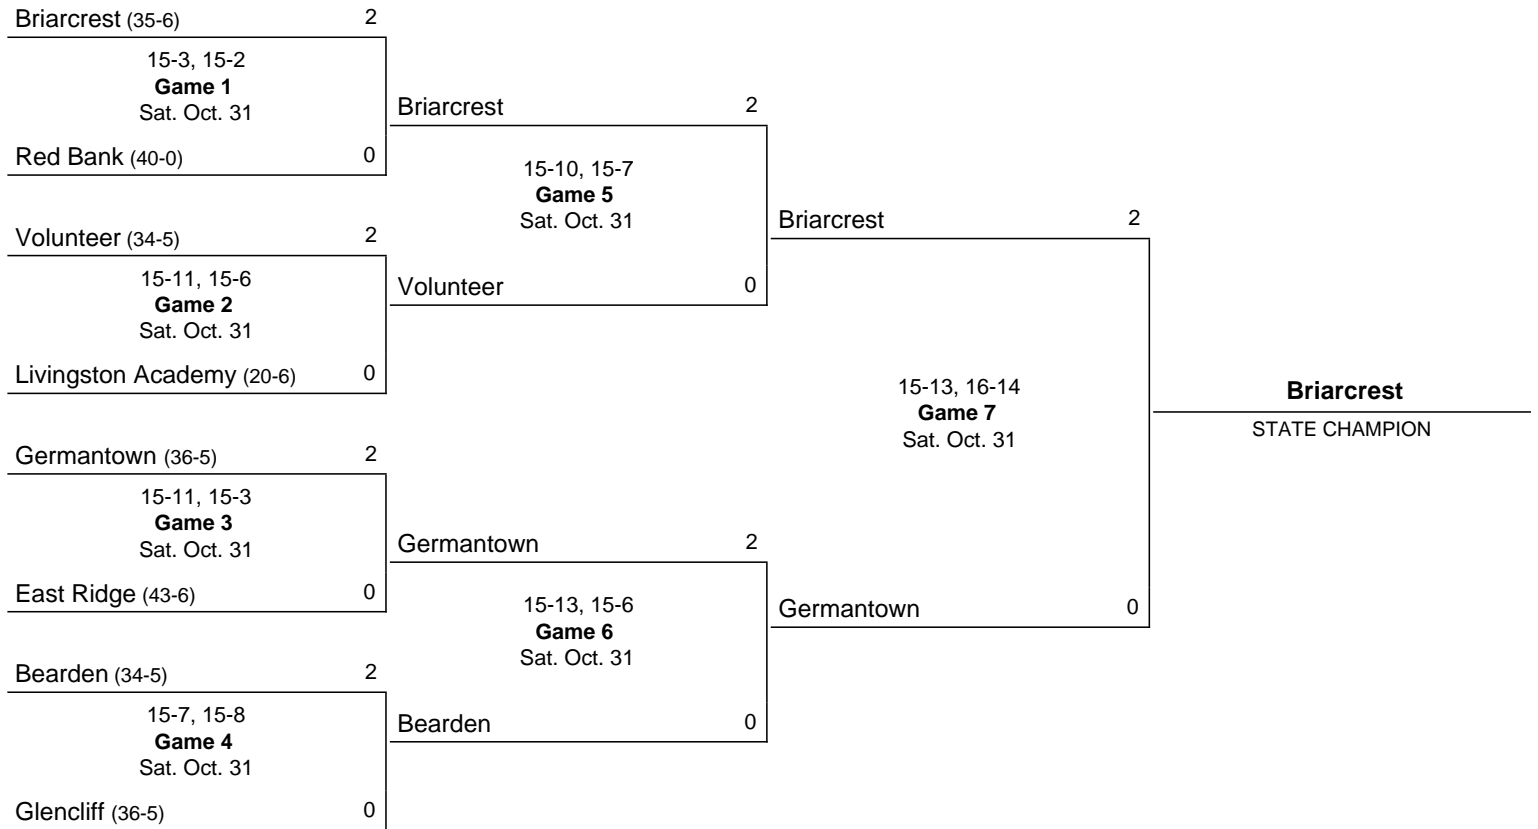 Briarcrest (35-6) 2
15-3, 15-2
Game 1
Sat. Oct. 31
Red Bank (40-0) 0
Volunteer (34-5) 2
15-11, 15-6
Game 2
Sat. Oct. 31
Livingston Academy (20-6) 0
Germantown (36-5) 2
15-11, 15-3
Game 3
Sat. Oct. 31
East Ridge (43-6) 0
Bearden (34-5) 2
15-7, 15-8
Game 4
Sat. Oct. 31
Glencliff (36-5) 0
Briarcrest 2
15-10, 15-7
Game 5
Sat. Oct. 31
Volunteer 0
Germantown 2
15-13, 15-6
Game 6
Sat. Oct. 31
Bearden 0
Briarcrest 2
15-13, 16-14
Game 7
Sat. Oct. 31
Germantown 0
Briarcrest
STATE CHAMPION